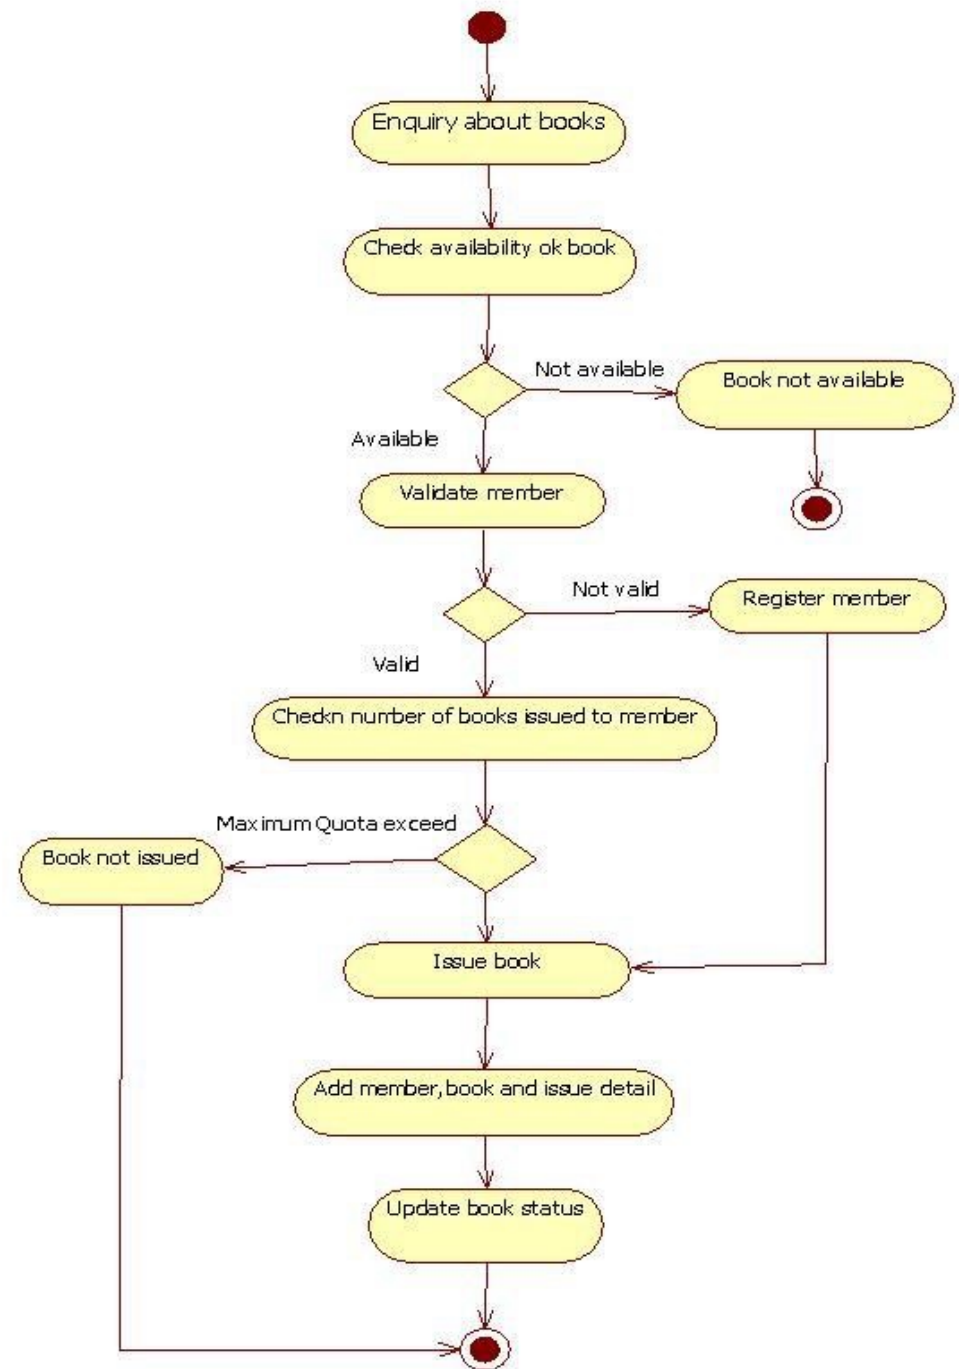 Enquiry about books
Check availability ok book
Not available
Book not available
Available
Validate member
Not valid
Register member
Valid
Checkn number of books issued to member
Maximum Quota exceed
Book not issued
Issue book
Add member,book and issue detail
Update book status